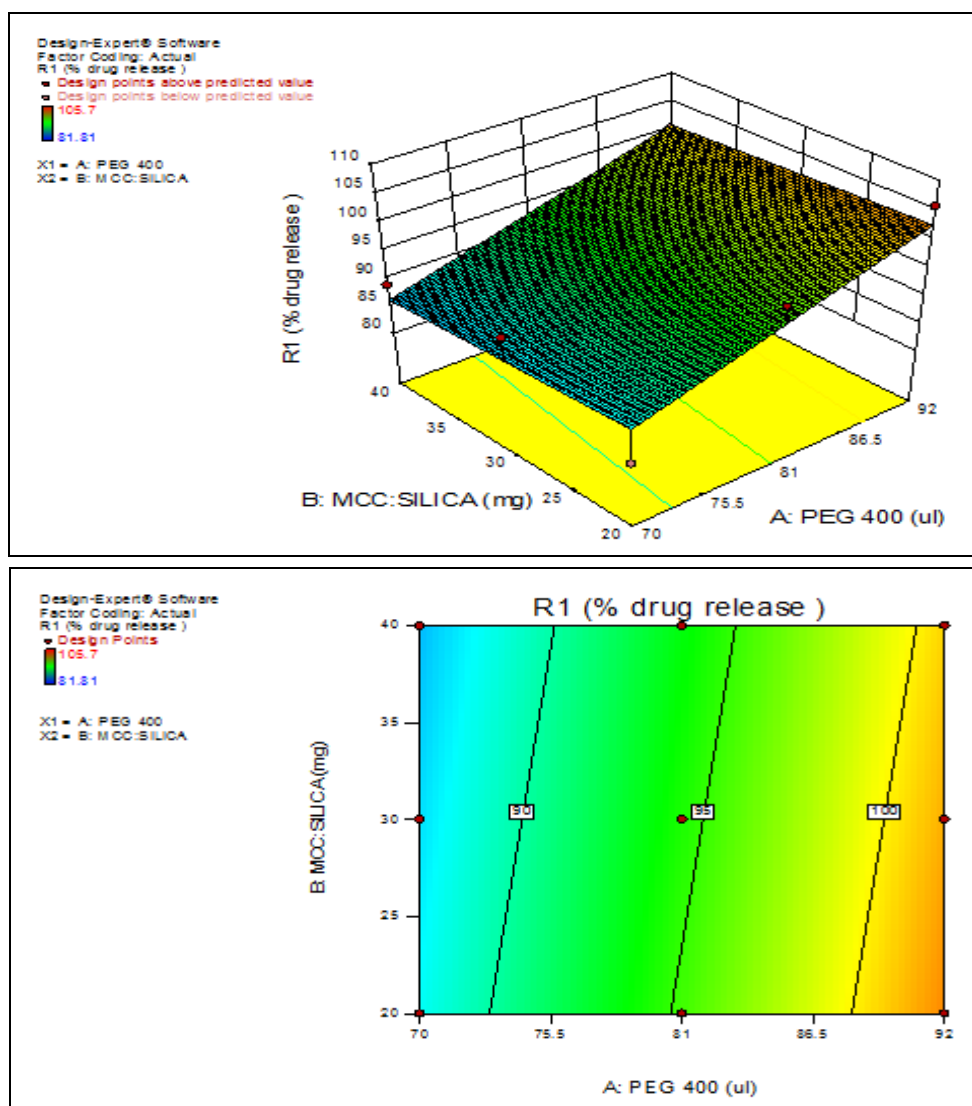 Design-Expert® Software
Factor Coding: Actual
R1 (% drug release )
Design points above predicted value
Design points below predicted value
105.7
81.81
X1 = A: PEG 400
X2 = B: MCC:SILICA
110
105
100
95
90
85
80
R1 (% drug release )
40
35
30
25
20
B: MCC:SILICA (mg)
70
75.5
81
86.5
92
A: PEG 400 (ul)
Design-Expert® Software
Factor Coding: Actual
R1 (% drug release )
Design Points
105.7
81.81
X1 = A: PEG 400
X2 = B: MCC:SILICA
R1 (% drug release )
40
35
30
25
20
B: MCC:SILICA(mg)
90
95
100
70
75.5
81
86.5
92
A: PEG 400 (ul)